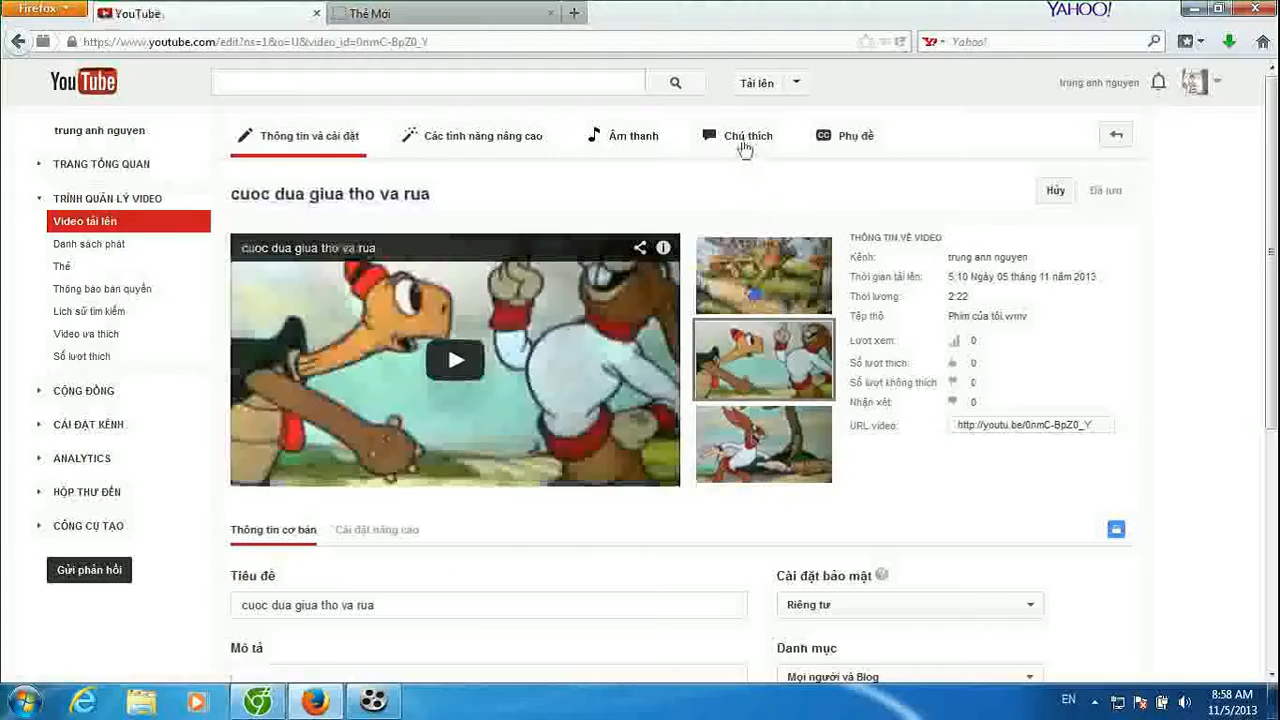 Firefox
YouTube
Thẻ Mới
YAHOO!
https://www.youtube.com/edit?ns=1&o=U&video_id=0nmC-BpZ0_Y
Yahoo!
YouTube
Tải lên
trung anh nguyen
trung anh nguyen
TRANG TỔNG QUAN
TRÌNH QUẢN LÝ VIDEO
Video tải lên
Danh sách phát
Thẻ
Thông báo bản quyền
Lịch sử tìm kiếm
Video ưa thích
Số lượt thích
CỘNG ĐỒNG
CÀI ĐẶT KÊNH
ANALYTICS
HỘP THƯ ĐẾN
CÔNG CỤ TẠO
Gửi phản hồi
Thông tin và cài đặt
Các tính năng nâng cao
Âm thanh
Chú thích
CC Phụ đề
cuoc dua giua tho va rua
Hủy
Đã lưu
cuoc dua giua tho va rua
THÔNG TIN VỀ VIDEO
Kênh: trung anh nguyen
Thời gian tải lên: 5:10 Ngày 05 tháng 11 năm 2013
Thời lượng: 2:22
Tệp thô Phim của tôi.wmv
Lượt xem: 0
Số lượt thích: 0
Số lượt không thích 0
Nhận xét: 0
URL video: http://youtu.be/0nmC-BpZ0_Y
Thông tin cơ bản
Cài đặt nâng cao
Tiêu đề
cuoc dua giua tho va rua
Mô tả
Cài đặt bảo mật
Riêng tư
Danh mục
Mọi người và Blog
EN
8:58 AM
11/5/2013